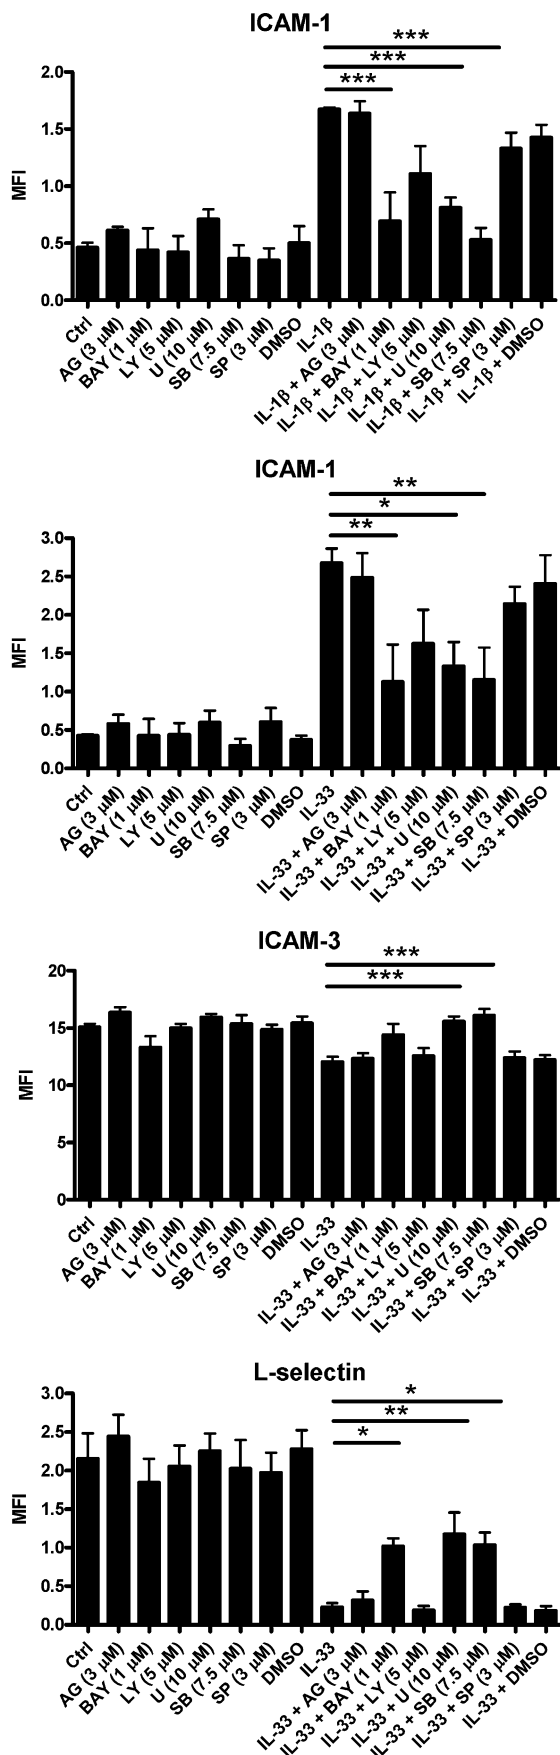 ICAM-1
***
***
***
2.0
1.5
1.0
0.5
0.0
MFI
Ctrl
AG (3 μM)
BAY (1 μM)
LY (5 μM)
U (10 μM)
SB (7.5 μM)
SP (3 μM)
DMSO
IL-1β
IL-1β + AG (3 μM)
IL-1β + BAY (1 μM)
IL-1β + LY (5 μM)
IL-1β + U (10 μM)
IL-1β + SB (7.5 μM)
IL-1β + SP (3 μM)
IL-1β + DMSO
ICAM-1
**
*
**
3.0
2.5
2.0
1.5
1.0
0.5
0.0
MFI
Ctrl
AG (3 μM)
BAY (1 μM)
LY (5 μM)
U (10 μM)
SB (7.5 μM)
SP (3 μM)
DMSO
IL-33
IL-33 + AG (3 μM)
IL-33 + BAY (1 μM)
IL-33 + LY (5 μM)
IL-33 + U (10 μM)
IL-33 + SB (7.5 μM)
IL-33 + SP (3 μM)
IL-33 + DMSO
ICAM-3
***
***
20
15
10
5
0
MFI
Ctrl
AG (3 μM)
BAY (1 μM)
LY (5 μM)
U (10 μM)
SB (7.5 μM)
SP (3 μM)
DMSO
IL-33
IL-33 + AG (3 μM)
IL-33 + BAY (1 μM)
IL-33 + LY (5 μM)
IL-33 + U (10 μM)
IL-33 + SB (7.5 μM)
IL-33 + SP (3 μM)
IL-33 + DMSO
L-selectin
*
**
*
3.0
2.5
2.0
1.5
1.0
0.5
0.0
MFI
Ctrl
AG (3 μM)
BAY (1 μM)
LY (5 μM)
U (10 μM)
SB (7.5 μM)
SP (3 μM)
DMSO
IL-33
IL-33 + AG (3 μM)
IL-33 + BAY (1 μM)
IL-33 + LY (5 μM)
IL-33 + U (10 μM)
IL-33 + SB (7.5 μM)
IL-33 + SP (3 μM)
IL-33 + DMSO